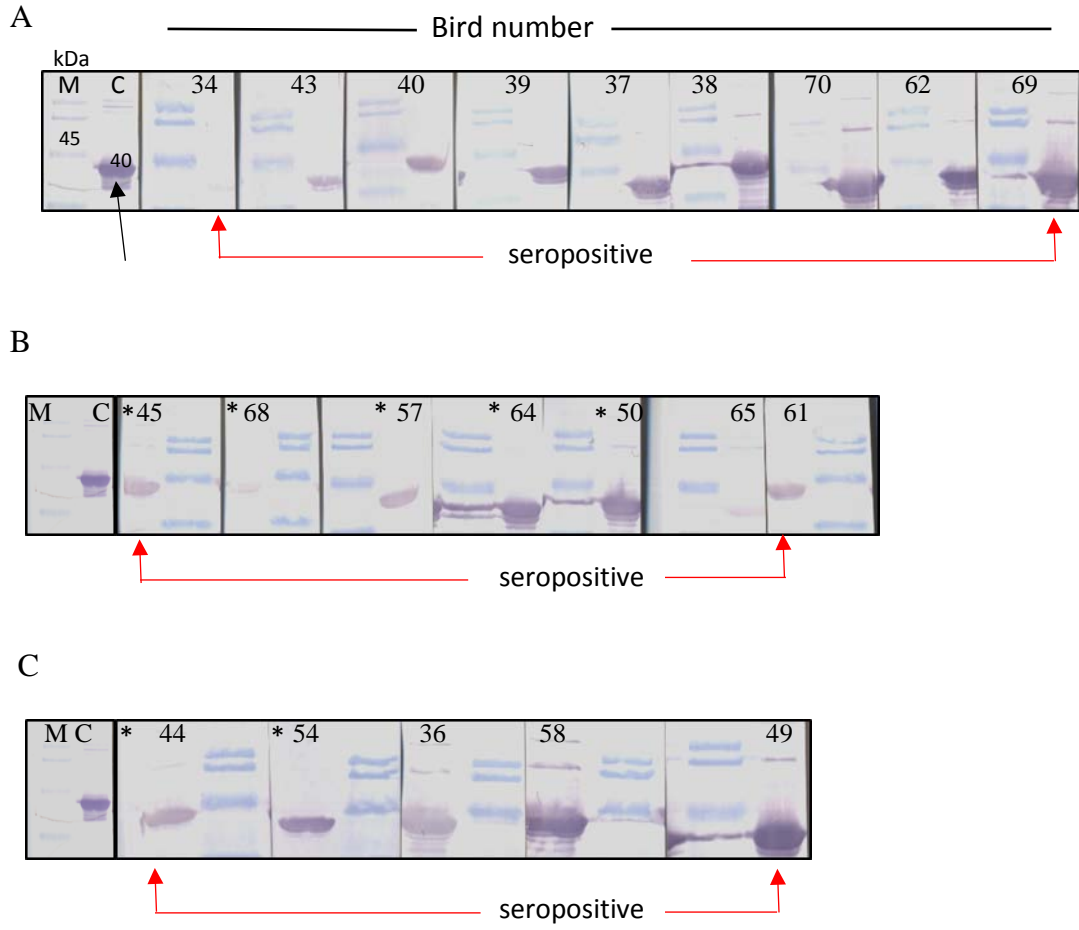 A
Bird number
kDa
M C 34 43 40 39 37 38 70 62 69
45
40
seropositive
B
M C *45 *68 *57 *64 *50 65 61
seropositive
C
M C * 44 * 54 36 58 49
seropositive